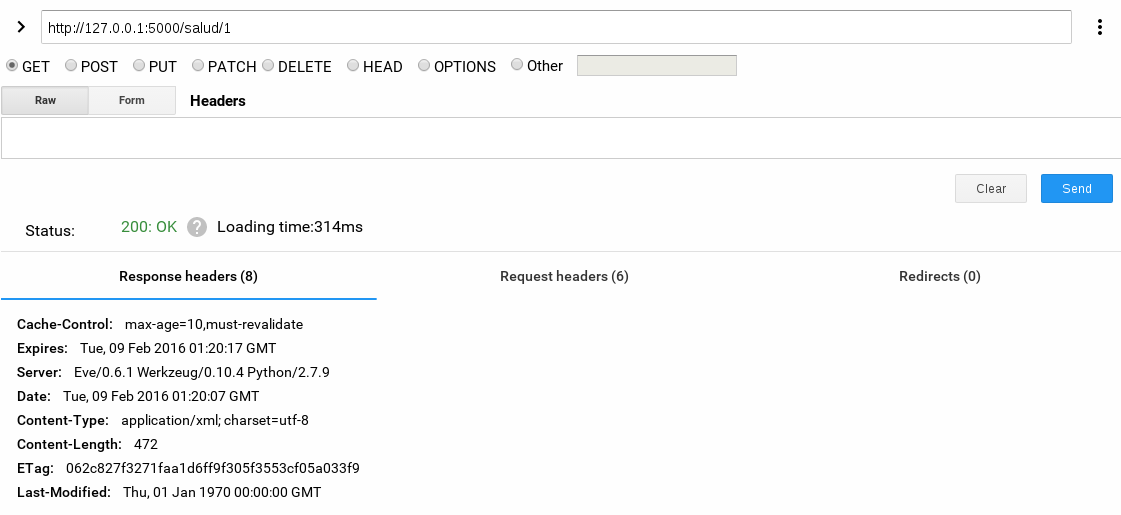 http://127.0.0.1:5000/salud/1
GET POST PUT PATCH DELETE HEAD OPTIONS Other
Raw Form Headers
Clear Send
Status: 200: OK ? Loading time:314ms
Response headers (8) Request headers (6) Redirects (0)
Cache-Control: max-age=10,must-revalidate
Expires: Tue, 09 Feb 2016 01:20:17 GMT
Server: Eve/0.6.1 Werkzeug/0.10.4 Python/2.7.9
Date: Tue, 09 Feb 2016 01:20:07 GMT
Content-Type: application/xml; charset=utf-8
Content-Length: 472
ETag: 062c827f3271faa1d6ff9f305f3553cf05a033f9
Last-Modified: Thu, 01 Jan 1970 00:00:00 GMT